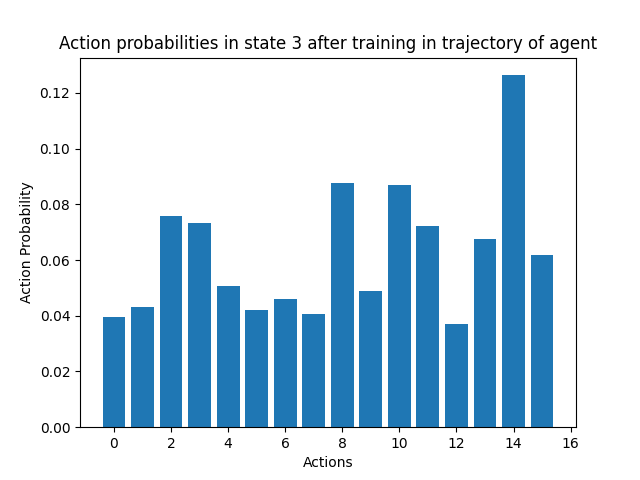 Action probabilities in state 3 after training in trajectory of agent
0.12
0.10
0.08
0.06
0.04
0.02
0.00
Action Probability
0 2 4 6 8 10 12 14 16
Actions